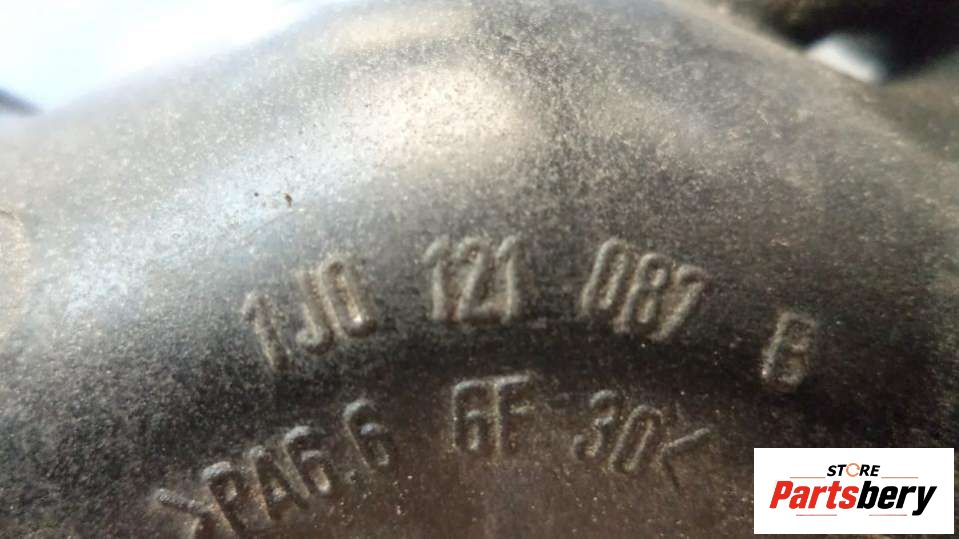 1J0 121 087 B
>PA6.6 GF 30<
STORE
Partsbery